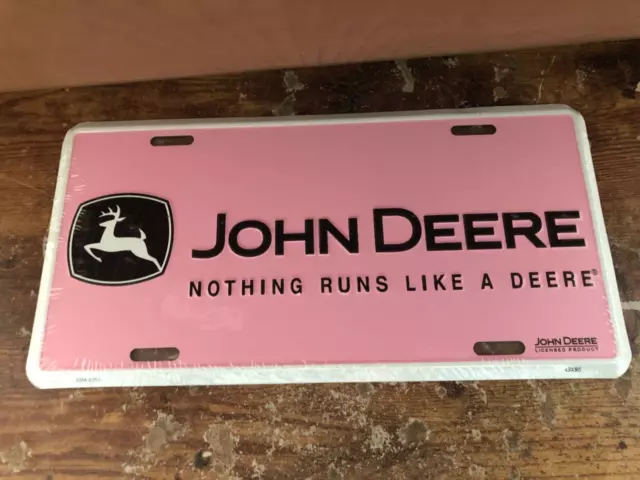 JOHN DEERE
NOTHING RUNS LIKE A DEERE®
JOHN DEERE
LICENSED PRODUCT